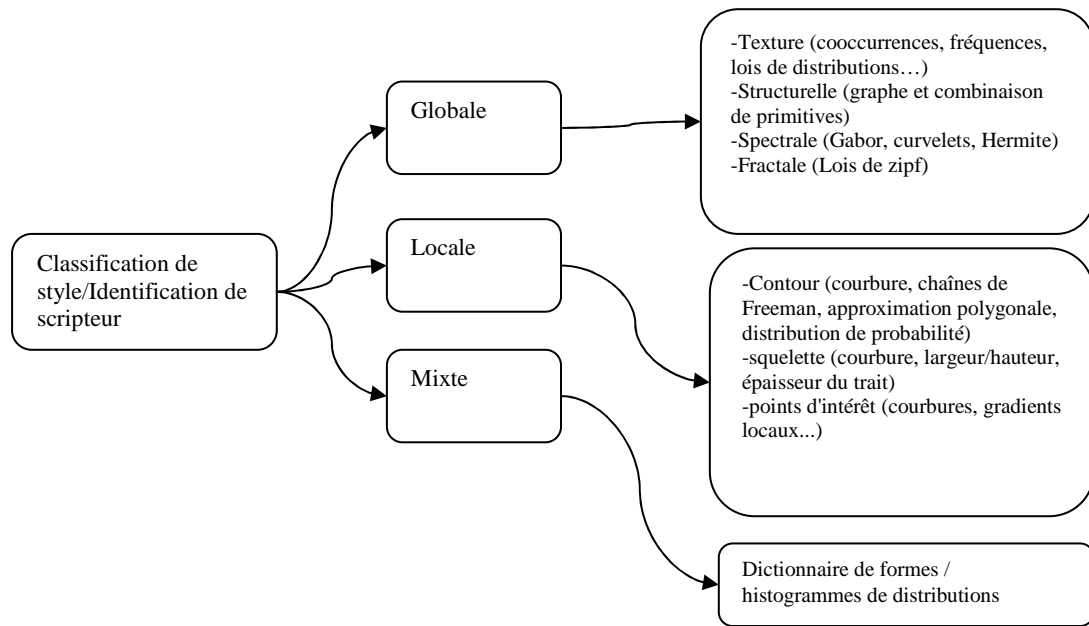 Classification de
style/Identification de
scripteur
Globale
-Texture (cooccurrences, fréquences,
lois de distributions…)
-Structurelle (graphe et combinaison
de primitives)
-Spectrale (Gabor, curvelets, Hermite)
-Fractale (Lois de zipf)
Locale
-Contour (courbure, chaînes de
Freeman, approximation polygonale,
distribution de probabilité)
-squelette (courbure, largeur/hauteur,
épaisseur du trait)
-points d'intérêt (courbures, gradients
locaux...)
Mixte
Dictionnaire de formes /
histogrammes de distributions